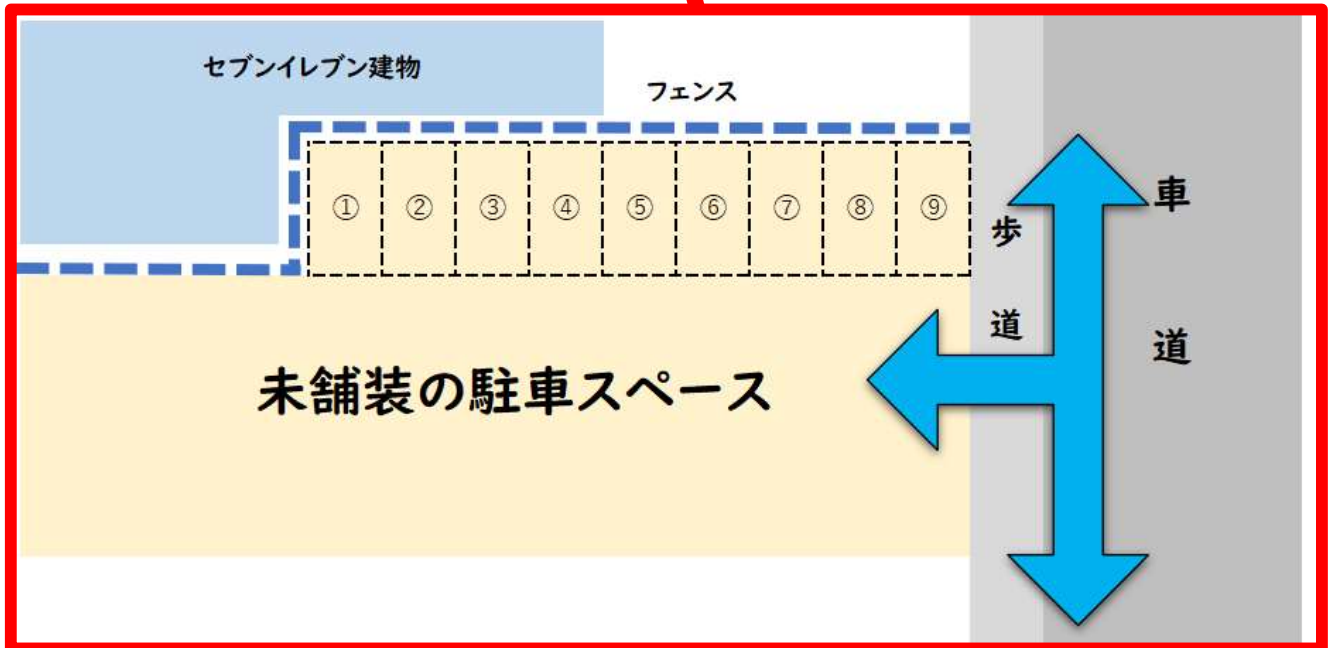 セブンイレブン建物
フェンス
① ② ③ ④ ⑤ ⑥ ⑦ ⑧ ⑨
歩道
車道
未舗装の駐車スペース